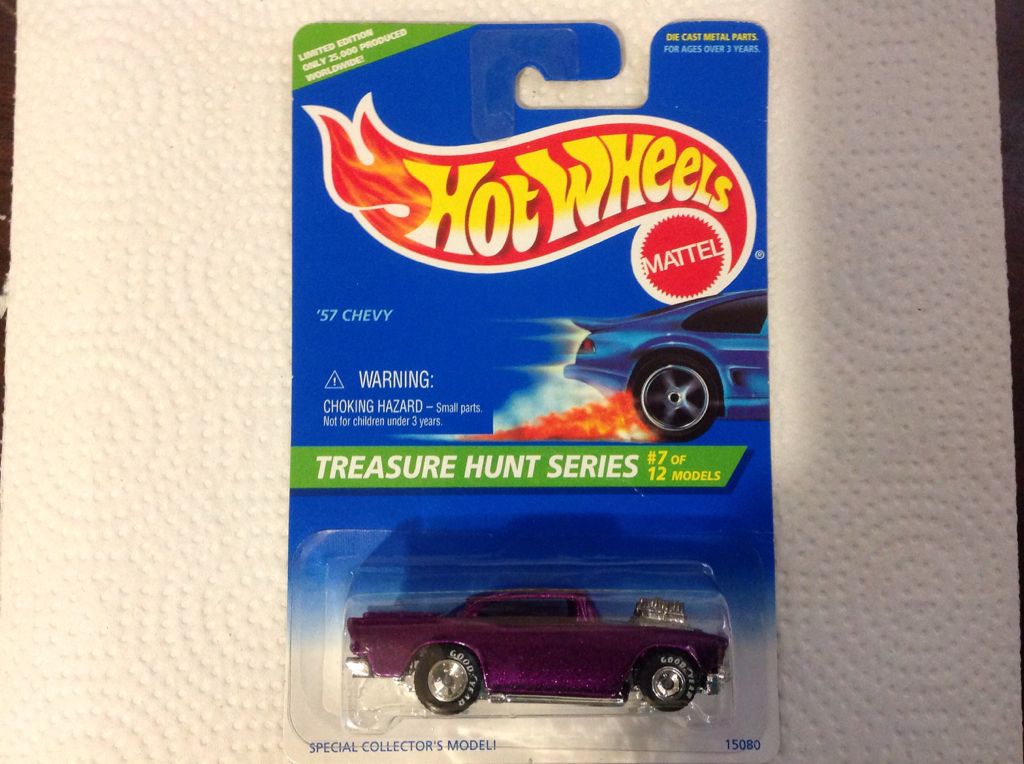 LIMITED EDITION
ONLY 25,000 PRODUCED
WORLDWIDE!
DIE CAST METAL PARTS.
FOR AGES OVER 3 YEARS.
HOT WHEELS
MATTEL
®
'57 CHEVY
WARNING:
CHOKING HAZARD – Small parts.
Not for children under 3 years.
TREASURE HUNT SERIES #7 OF
12 MODELS
GOODYEAR
GOODYEAR
SPECIAL COLLECTOR'S MODEL!
15080